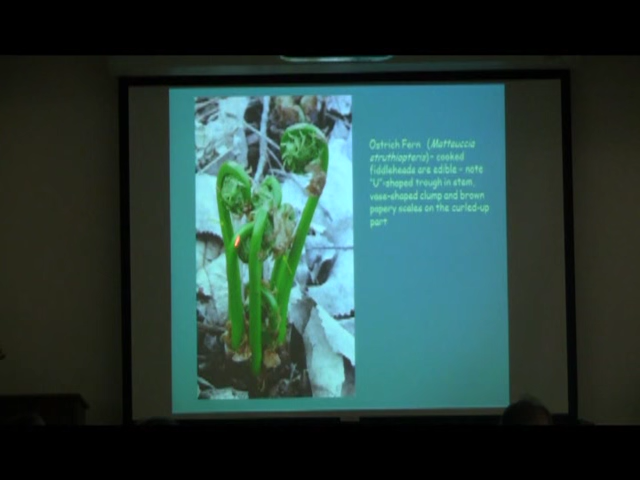 Ostrich Fern (Matteuccia
struthiopteris) - cooked
fiddleheads are edible - note
"U"-shaped trough in stem,
vase-shaped clump and brown
papery scales on the curled-up
part